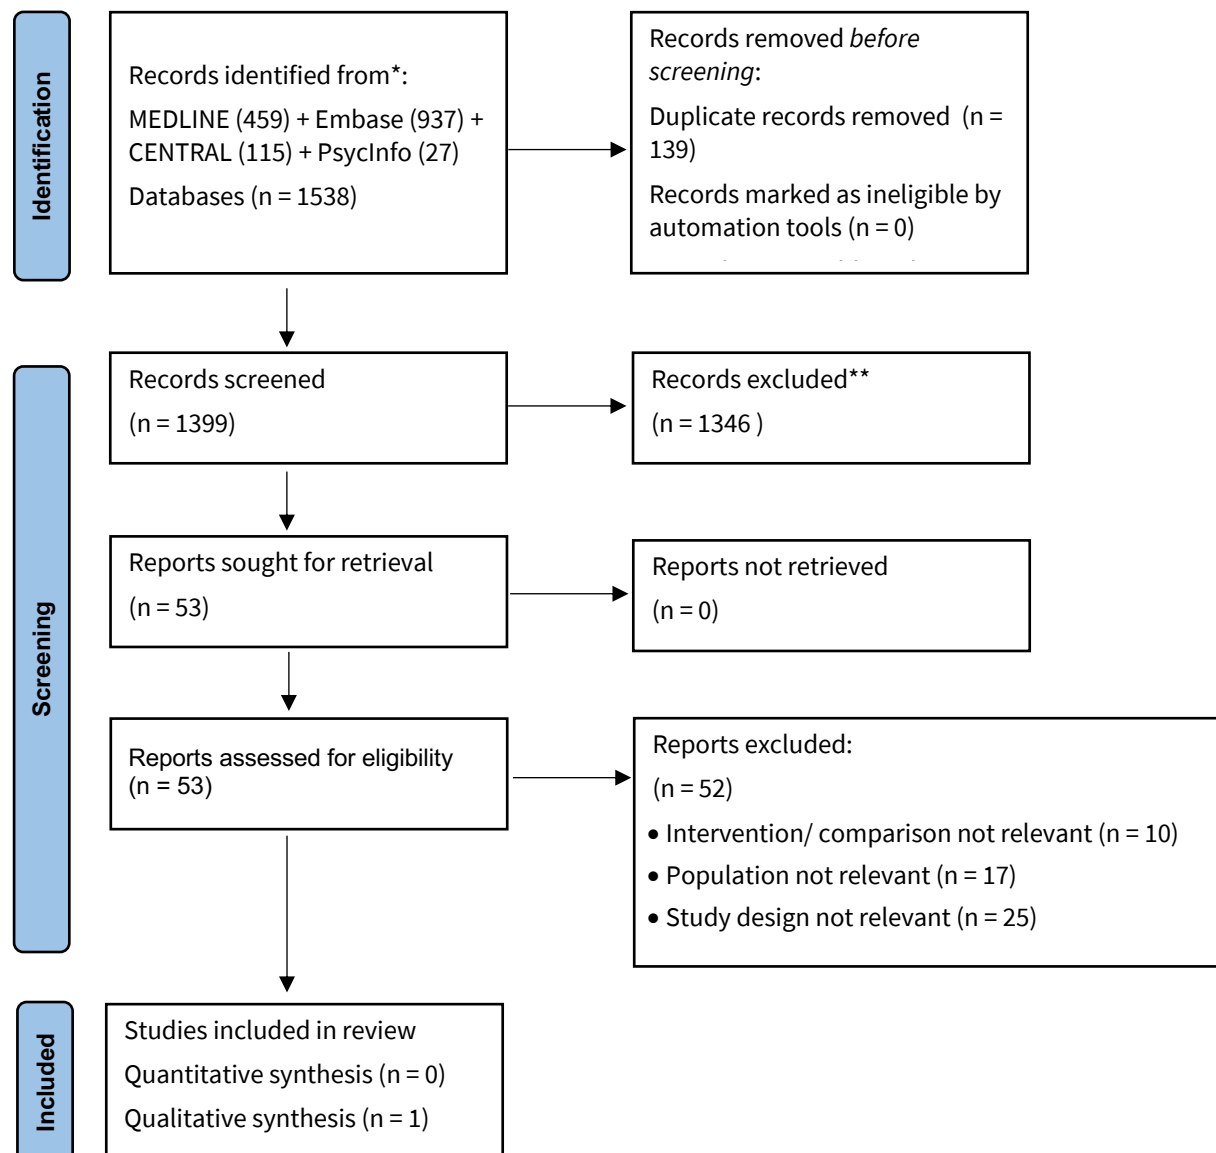 Identification
Records identified from*:
MEDLINE (459) + Embase (937) +
CENTRAL (115) + PsycInfo (27)
Databases (n = 1538)
Records removed before
screening:
Duplicate records removed  (n =
139)
Records marked as ineligible by
automation tools (n = 0)
Screening
Records screened
(n = 1399)
Records excluded**
(n = 1346 )
Reports sought for retrieval
(n = 53)
Reports not retrieved
(n = 0)
Reports assessed for eligibility
(n = 53)
Reports excluded:
(n = 52)
• Intervention/ comparison not relevant (n = 10)
• Population not relevant (n = 17)
• Study design not relevant (n = 25)
Included
Studies included in review
Quantitative synthesis (n = 0)
Qualitative synthesis (n = 1)